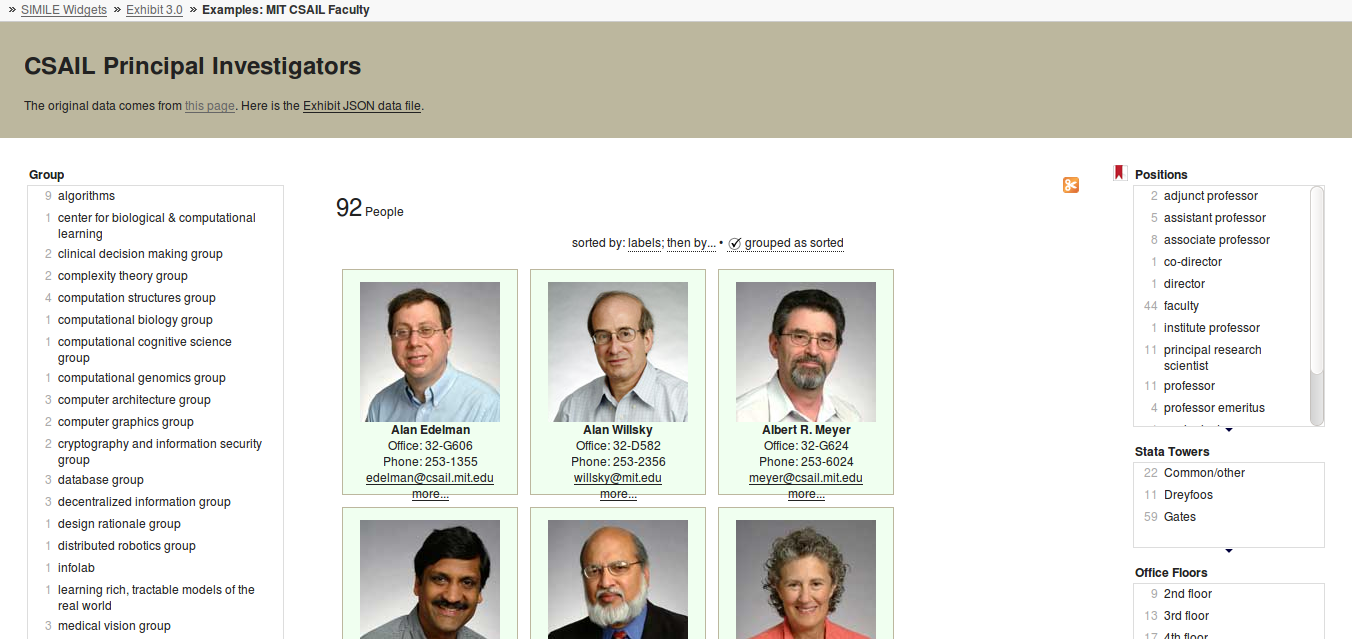 » SIMILE Widgets » Exhibit 3.0 » Examples: MIT CSAIL Faculty
CSAIL Principal Investigators
The original data comes from this page. Here is the Exhibit JSON data file.
Group
9 algorithms
1 center for biological & computational
learning
2 clinical decision making group
2 complexity theory group
4 computation structures group
1 computational biology group
1 computational cognitive science
group
1 computational genomics group
3 computer architecture group
2 computer graphics group
2 cryptography and information security
group
3 database group
3 decentralized information group
1 design rationale group
1 distributed robotics group
1 infolab
1 learning rich, tractable models of the
real world
3 medical vision group
92 People
sorted by: labels; then by... • grouped as sorted
Alan Edelman
Office: 32-G606
Phone: 253-1355
edelman@csail.mit.edu
more...
Alan Willsky
Office: 32-D582
Phone: 253-2356
willsky@mit.edu
more...
Albert R. Meyer
Office: 32-G624
Phone: 253-6024
meyer@csail.mit.edu
more...
Positions
2 adjunct professor
5 assistant professor
8 associate professor
1 co-director
1 director
44 faculty
1 institute professor
11 principal research
scientist
11 professor
4 professor emeritus
Stata Towers
22 Common/other
11 Dreyfoos
59 Gates
Office Floors
9 2nd floor
13 3rd floor
17 4th floor